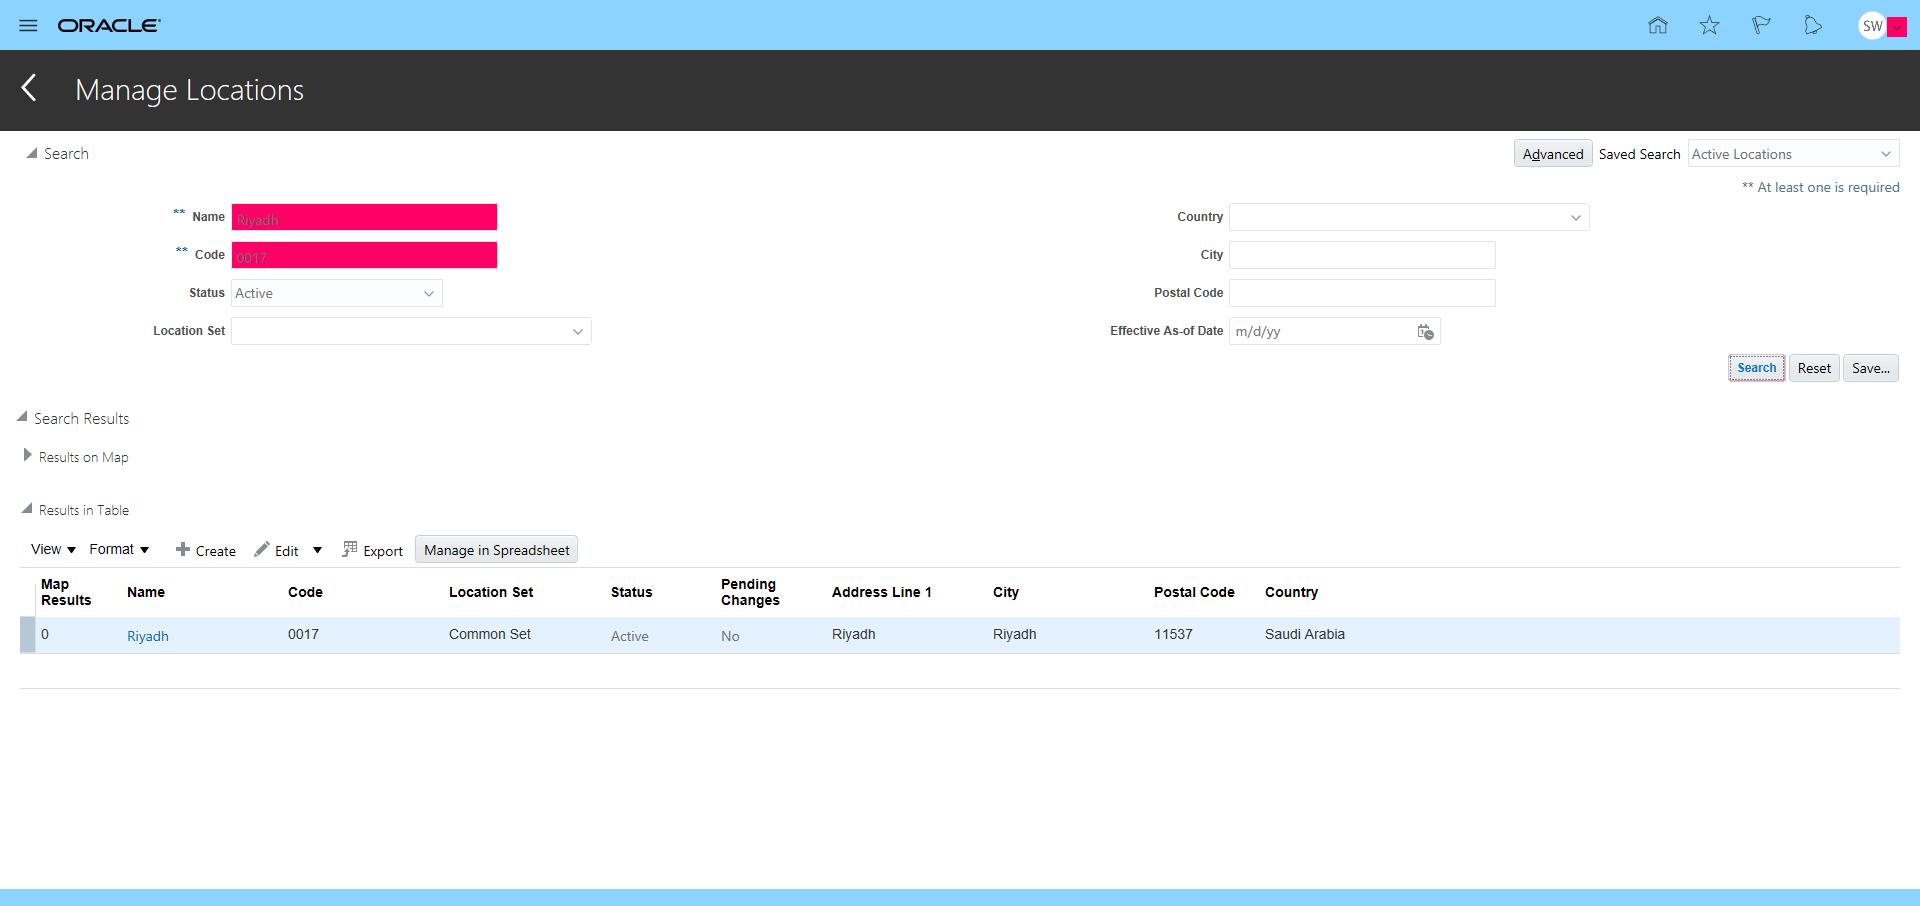 ORACLE
SW
Manage Locations
Search
Advanced Saved Search Active Locations
** At least one is required
** Name Riyadh
Country
** Code 0017
City
Status Active
Postal Code
Location Set
Effective As-of Date m/d/yy
Search Reset Save...
Search Results
Results on Map
Results in Table
View Format Create Edit Export Manage in Spreadsheet
Map Results Name Code Location Set Status Pending Changes Address Line 1 City Postal Code Country
0 Riyadh 0017 Common Set Active No Riyadh Riyadh 11537 Saudi Arabia